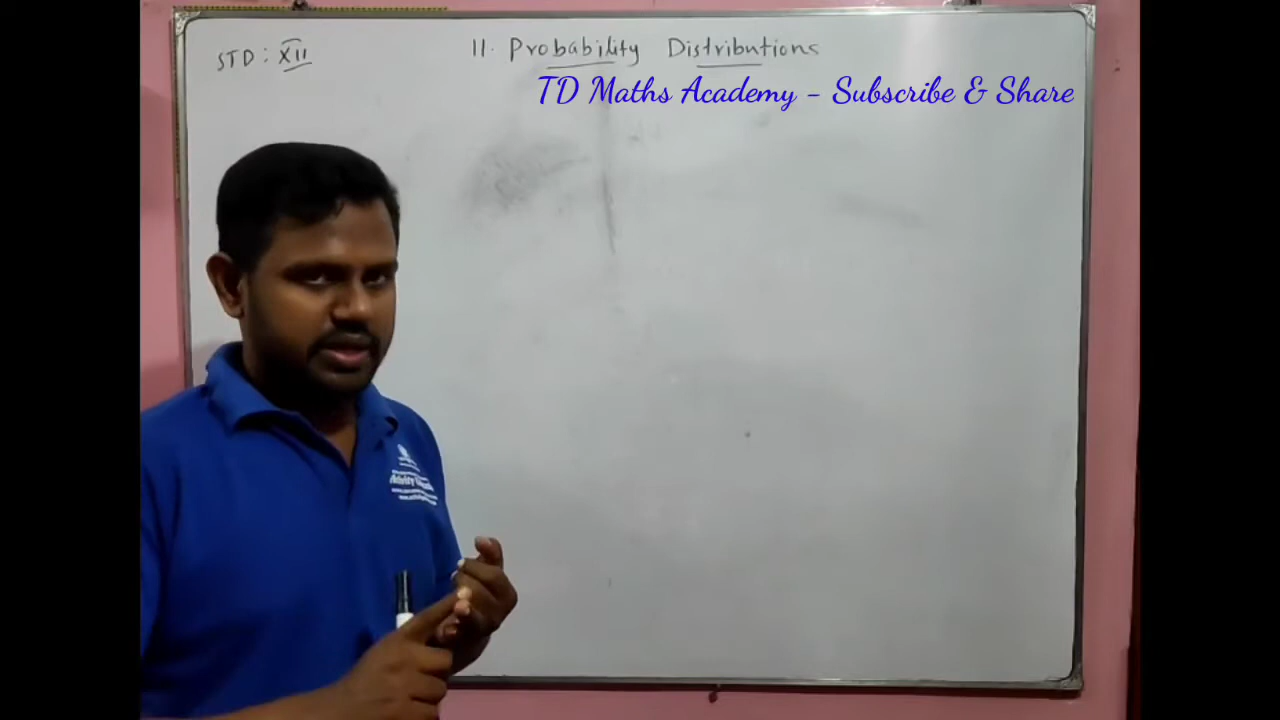 STD : XII
11. Probability Distributions
TD Maths Academy - Subscribe & Share